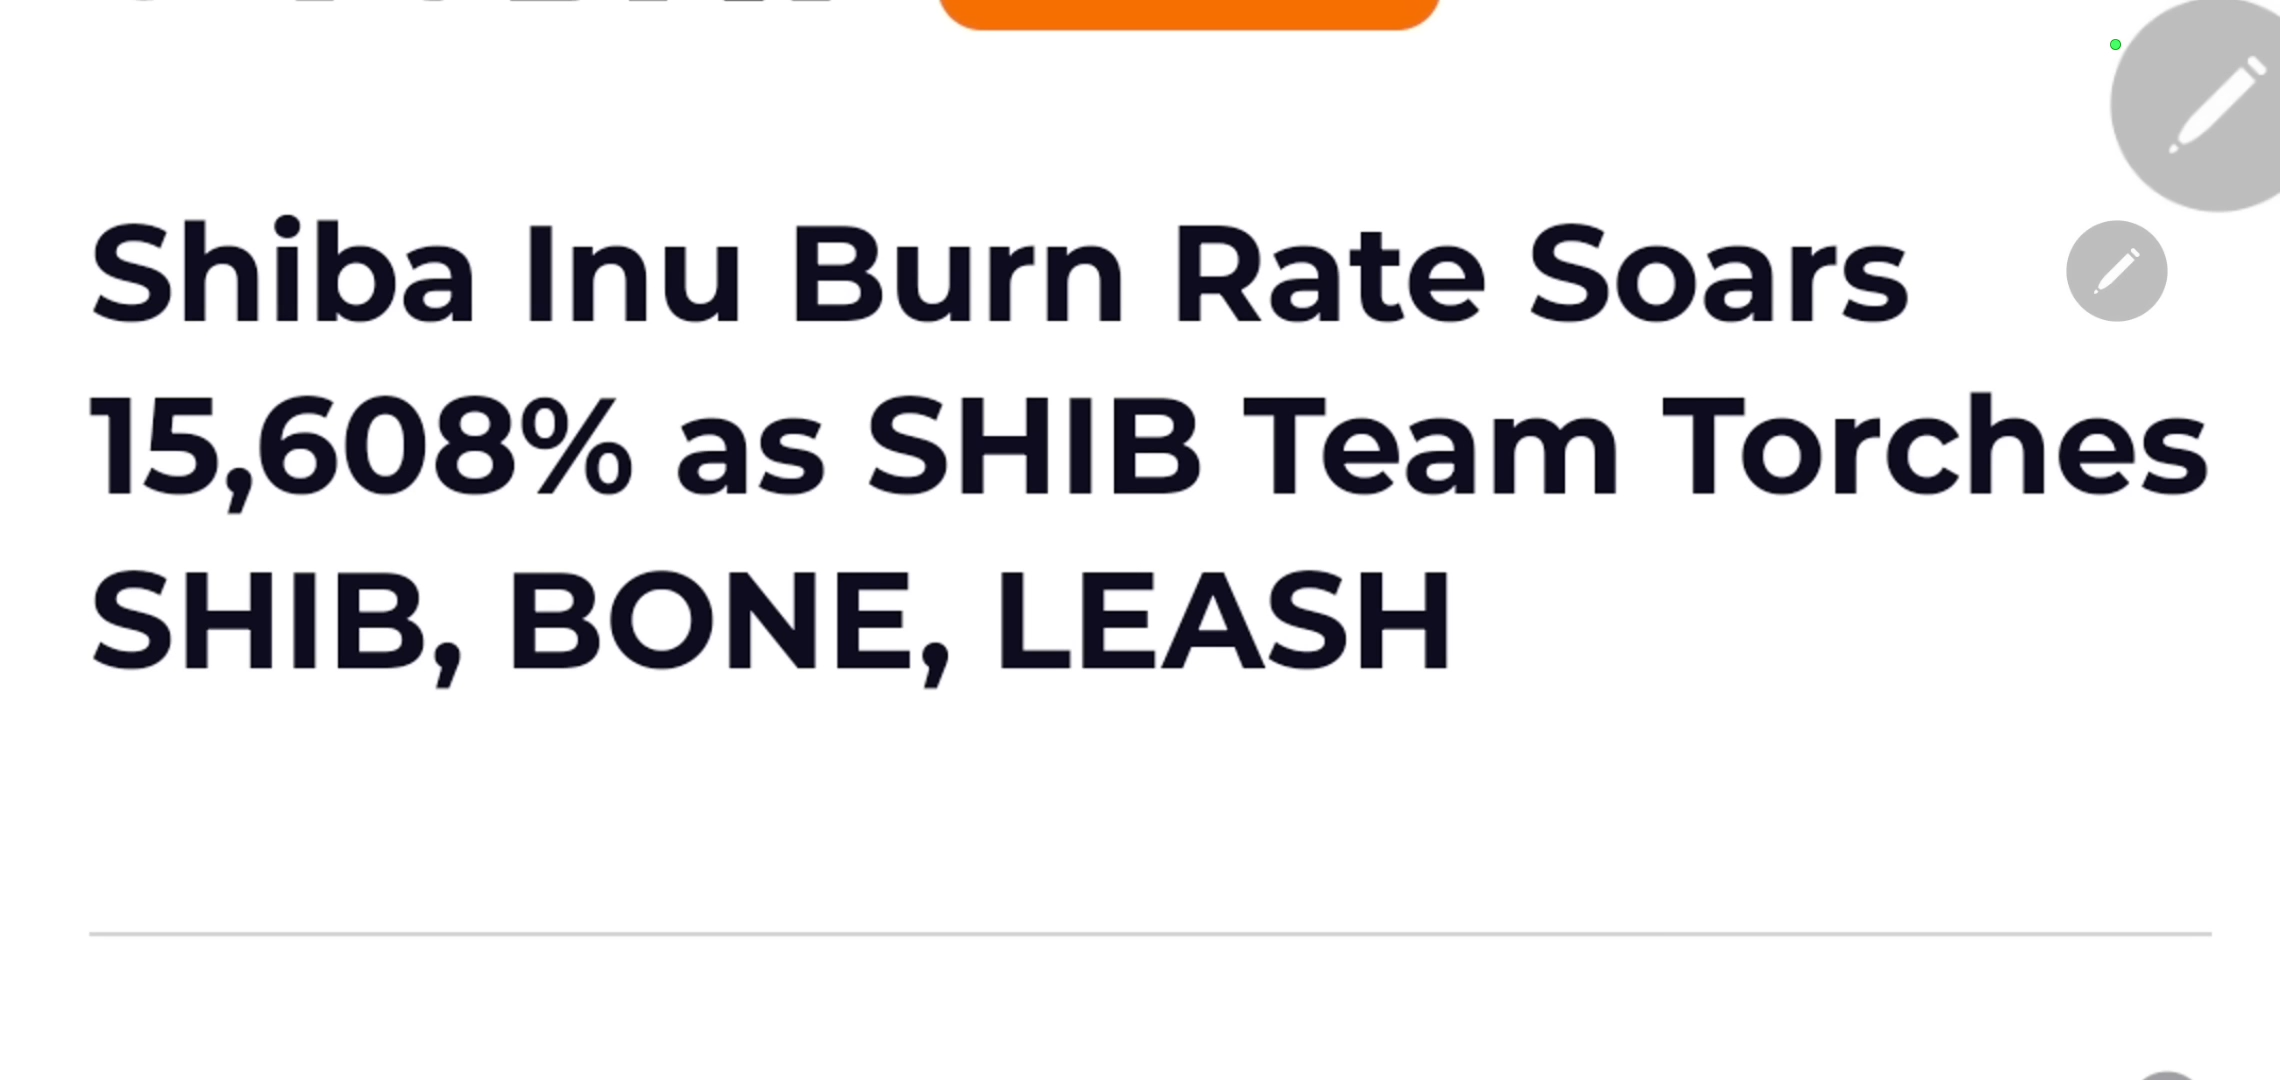 Shiba Inu Burn Rate Soars
15,608% as SHIB Team Torches
SHIB, BONE, LEASH